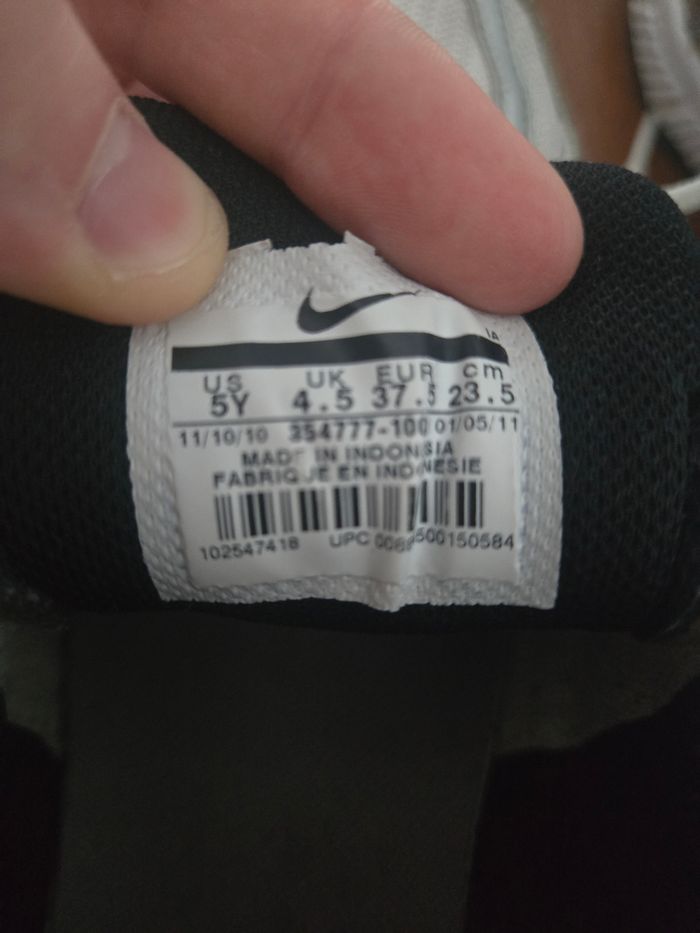 IA
US UK EUR cm
5Y 4.5 37.5 23.5
11/10/10 354777-100 01/05/11
MADE IN INDONESIA
FABRIQUE EN INDONESIE
102547418 UPC